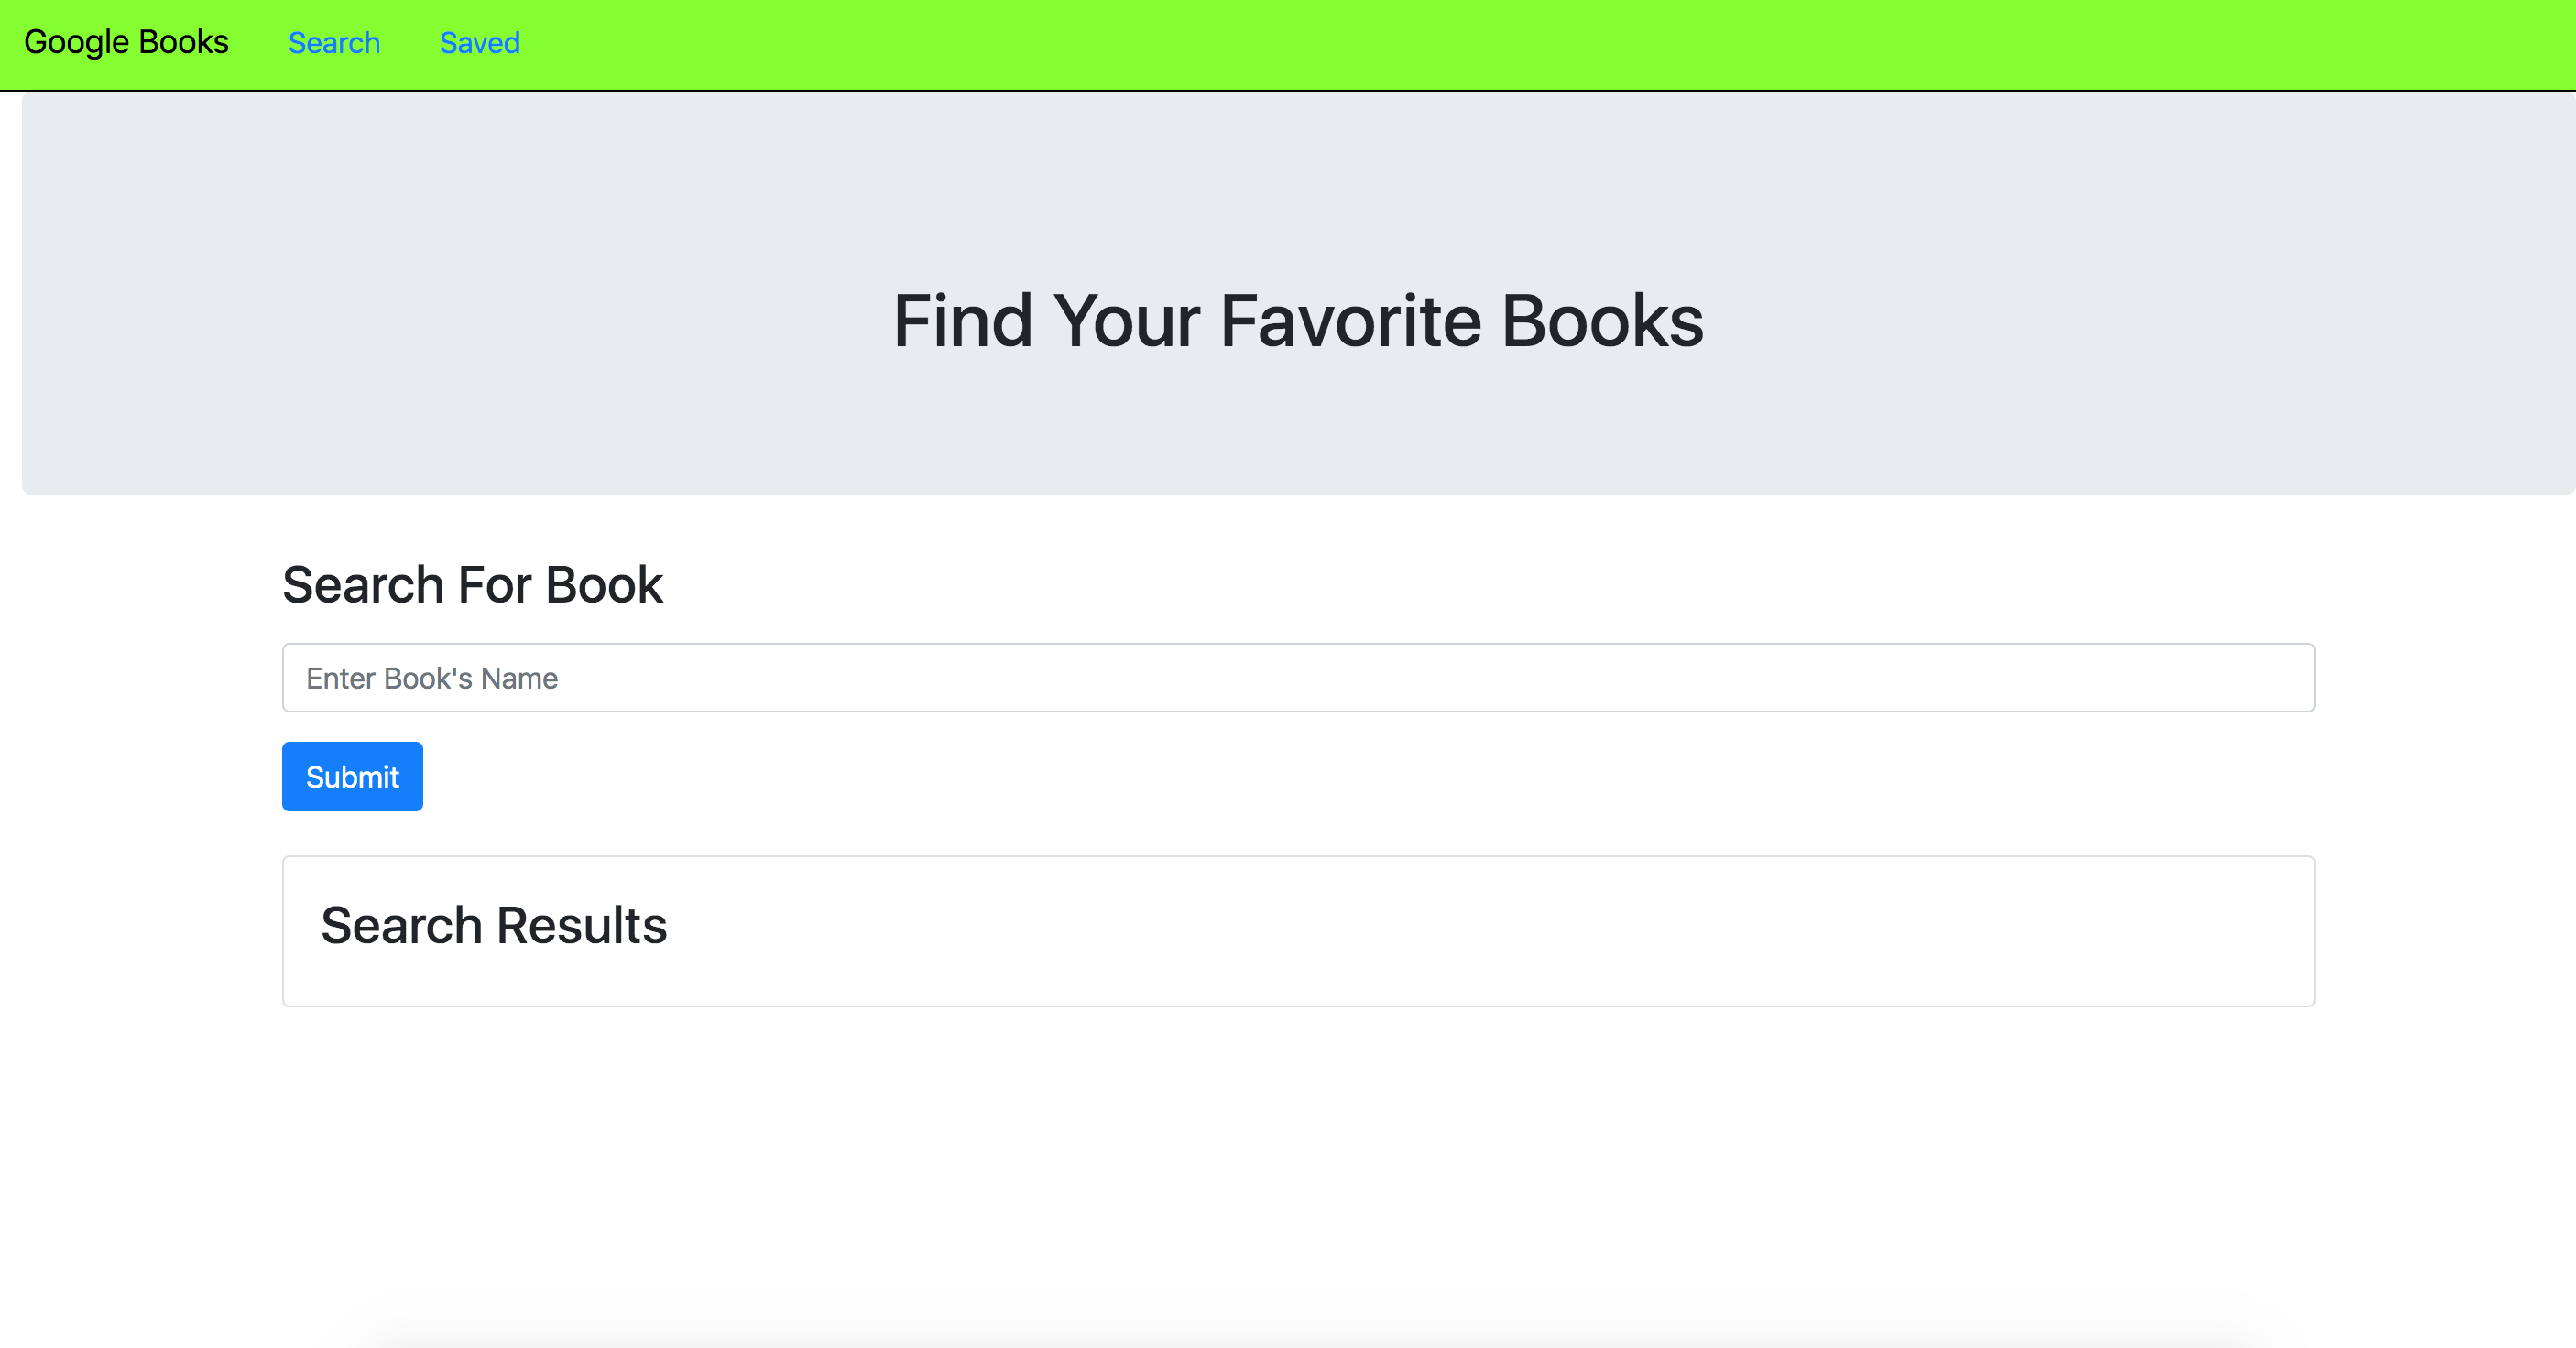 Google Books Search Saved
Find Your Favorite Books
Search For Book
Enter Book's Name
Submit
Search Results